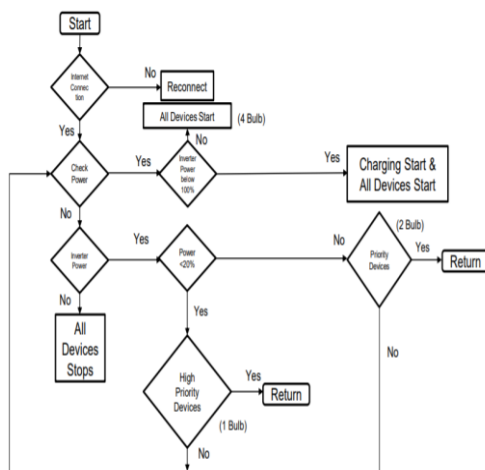 Start
Internet
Connec
tion
No
Reconnect
Yes
All Devices Start
(4 Bulb)
No
Check
Power
Yes
Inverter
Power
below
100%
Yes
Charging Start &
All Devices Start
No
Inverter
Power
Yes
Power
<20%
No
(2 Bulb)
Priority
Devices
Yes
Return
No
All
Devices
Stops
Yes
No
High
Priority
Devices
Yes
Return
(1 Bulb)
No